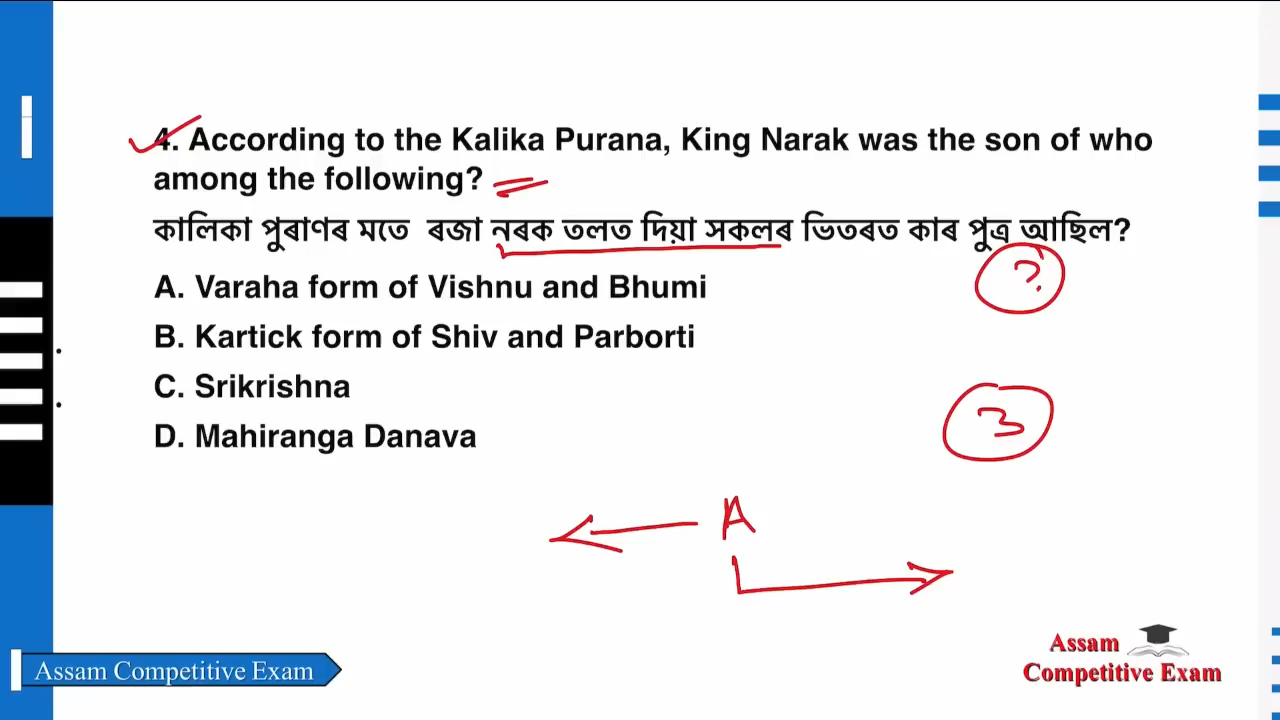 4. According to the Kalika Purana, King Narak was the son of who
among the following?
কালিকা পুৰাণৰ মতে ৰজা নৰক তলত দিয়া সকলৰ ভিতৰত কাৰ পুত্ৰ আছিল?
A. Varaha form of Vishnu and Bhumi
?
B. Kartick form of Shiv and Parborti
C. Srikrishna
3
D. Mahiranga Danava
A
Assam
Competitive Exam
Assam Competitive Exam